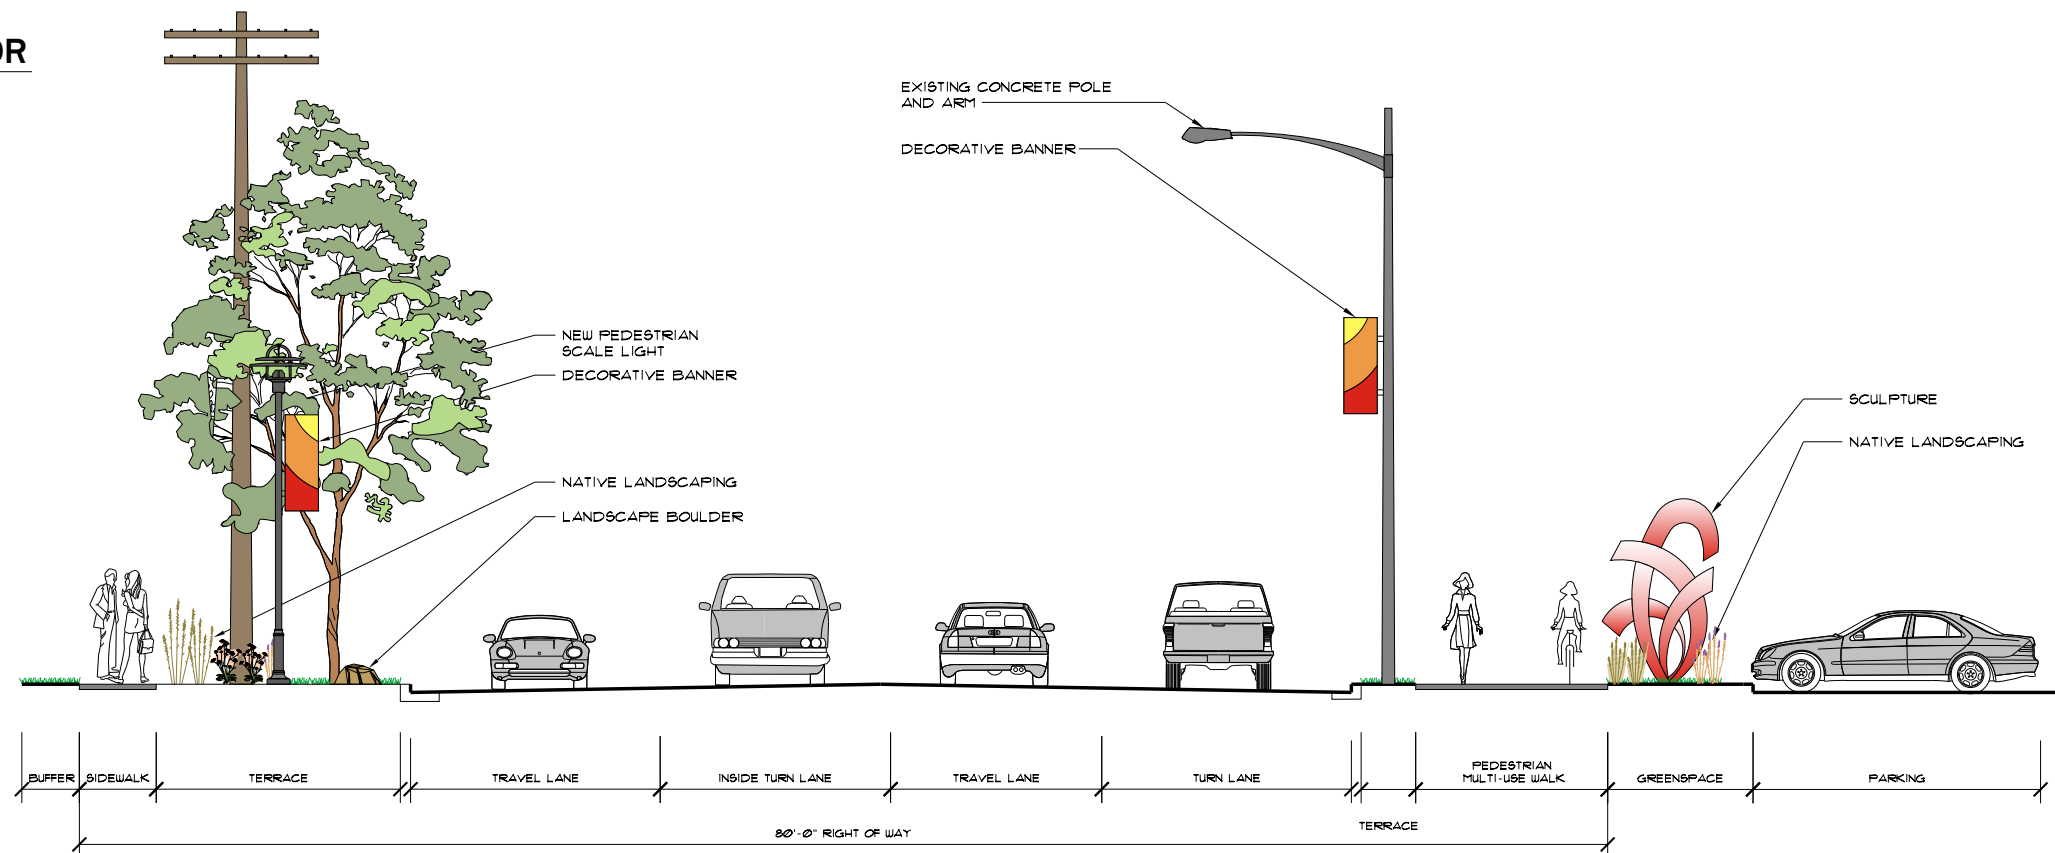 OR
EXISTING CONCRETE POLE
AND ARM
DECORATIVE BANNER
NEW PEDESTRIAN
SCALE LIGHT
DECORATIVE BANNER
SCULPTURE
NATIVE LANDSCAPING
NATIVE LANDSCAPING
LANDSCAPE BOULDER
BUFFER
SIDEWALK
TERRACE
TRAVEL LANE
INSIDE TURN LANE
TRAVEL LANE
TURN LANE
PEDESTRIAN
MULTI-USE WALK
GREENSPACE
PARKING
80'-0" RIGHT OF WAY
TERRACE